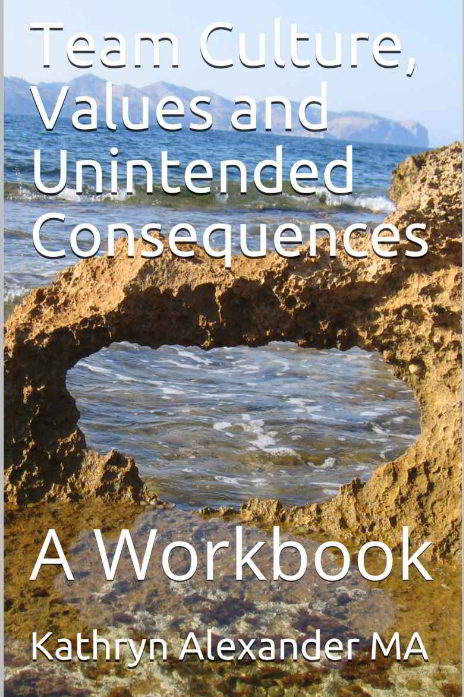 Team Culture,
Values and
Unintended
Consequences
A Workbook
Kathryn Alexander MA